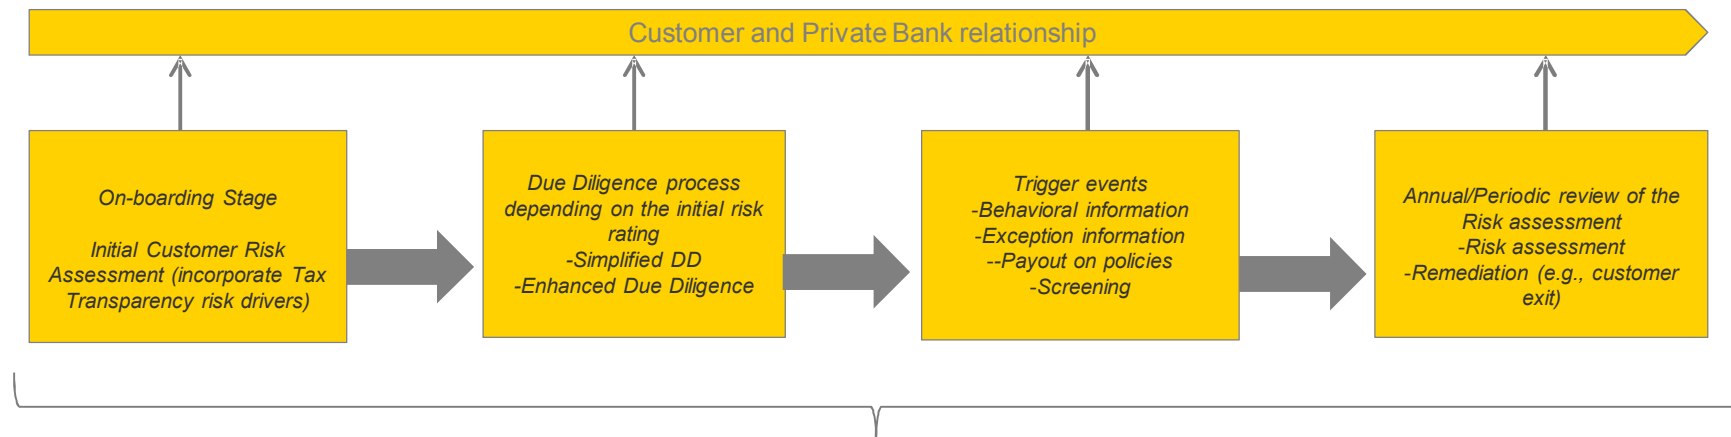 Customer and Private Bank relationship
On-boarding Stage
Initial Customer Risk
Assessment (incorporate Tax
Transparency risk drivers)
Due Diligence process
depending on the initial risk
rating
-Simplified DD
-Enhanced Due Diligence
Trigger events
-Behavioral information
-Exception information
--Payout on policies
-Screening
Annual/Periodic review of the
Risk assessment
-Risk assessment
-Remediation (e.g., customer
exit)